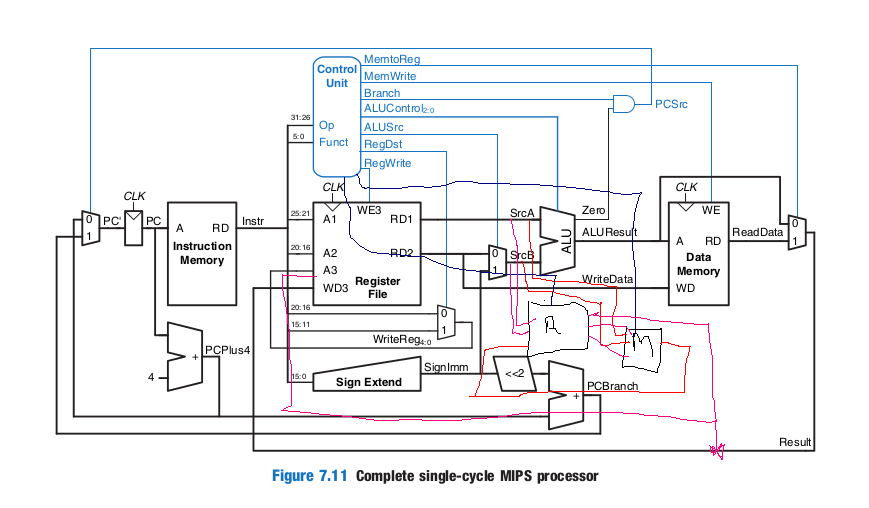 MemtoReg
Control
Unit
MemWrite
Branch
PCSrc
ALUControl2:0
31:26
Op
ALUSrc
5:0
Funct
RegDst
RegWrite
CLK
CLK
CLK
0
1
PC'
PC
A
RD
Instruction
Memory
Instr
25:21
A1
WE3
RD1
SrcA
Zero
WE
0
1
ALU
ALUResult
A
RD
ReadData
20:16
A2
RD2
0
1
SrcB
Data
Memory
A3
Register
File
WD3
WriteData
WD
20:16
0
1
15:11
WriteReg4:0
R
M
PCPlus4
+
4
SignImm
15:0
Sign Extend
<<2
PCBranch
+
Result
Figure 7.11 Complete single-cycle MIPS processor